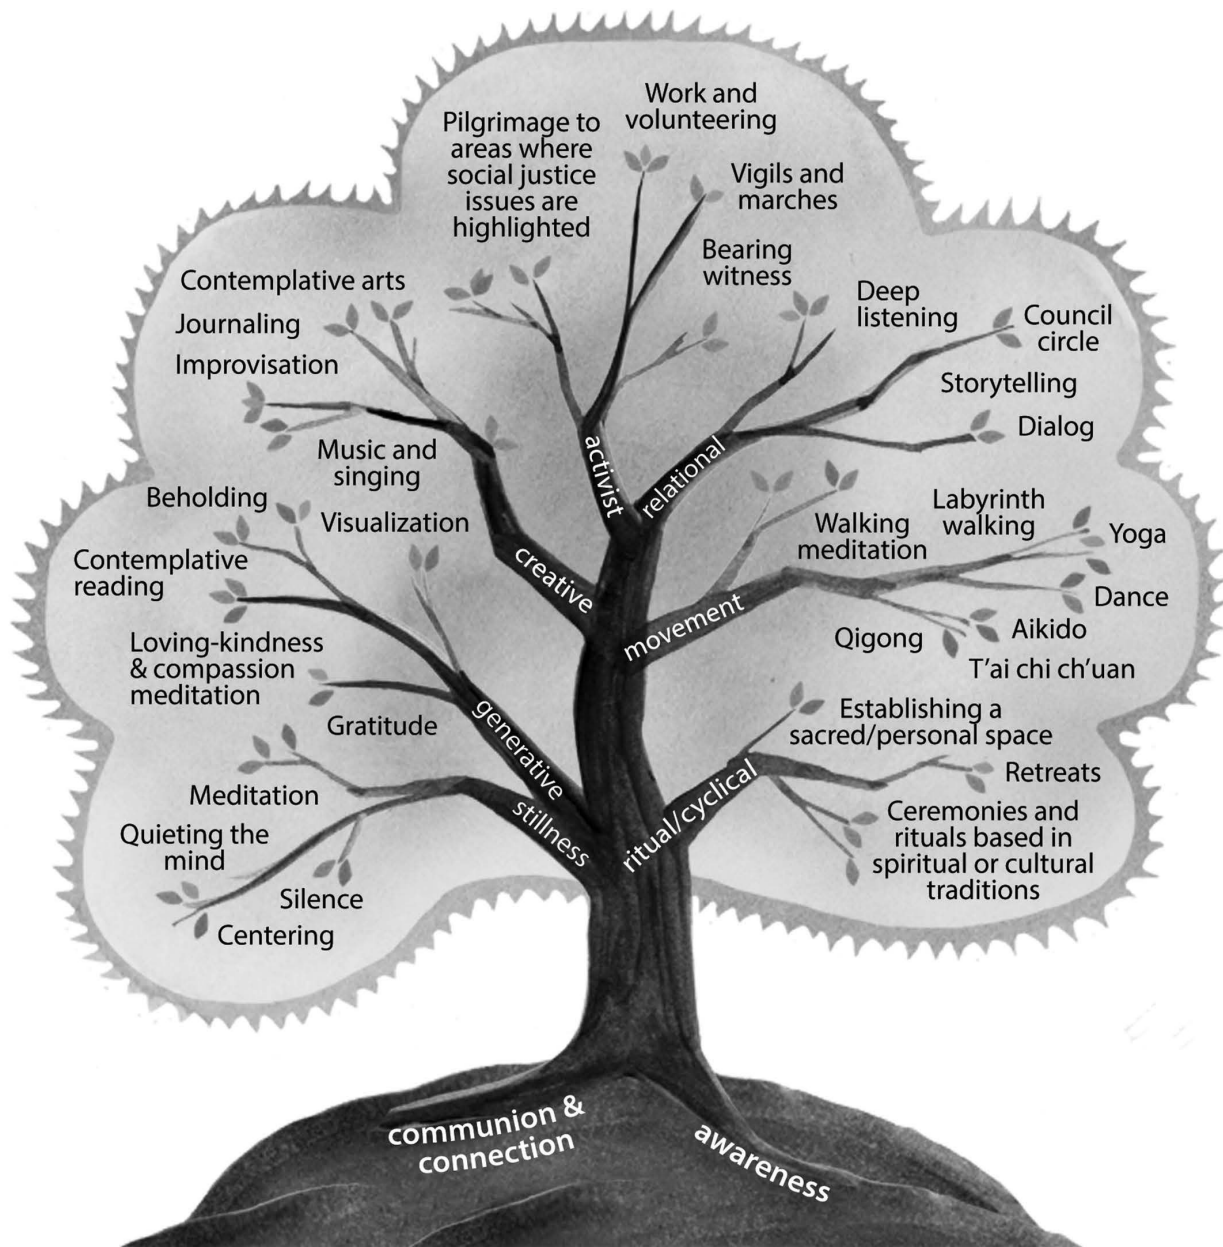 Work and
volunteering
Pilgrimage to
areas where
social justice
issues are
highlighted
Vigils and
marches
Bearing
witness
Contemplative arts
Journaling
Improvisation
Deep
listening
Council
circle
Storytelling
Dialog
Music and
singing
activist
relational
Beholding
Visualization
Contemplative
reading
creative
Labyrinth
walking
Walking
meditation
Yoga
Dance
movement
Qigong
Aikido
T'ai chi ch'uan
Loving-kindness
& compassion
meditation
Gratitude
generative
Establishing a
sacred/personal space
Retreats
ritual/cyclical
Ceremonies and
rituals based in
spiritual or cultural
traditions
Meditation
stillness
Quieting the
mind
Silence
Centering
communion &
connection
awareness